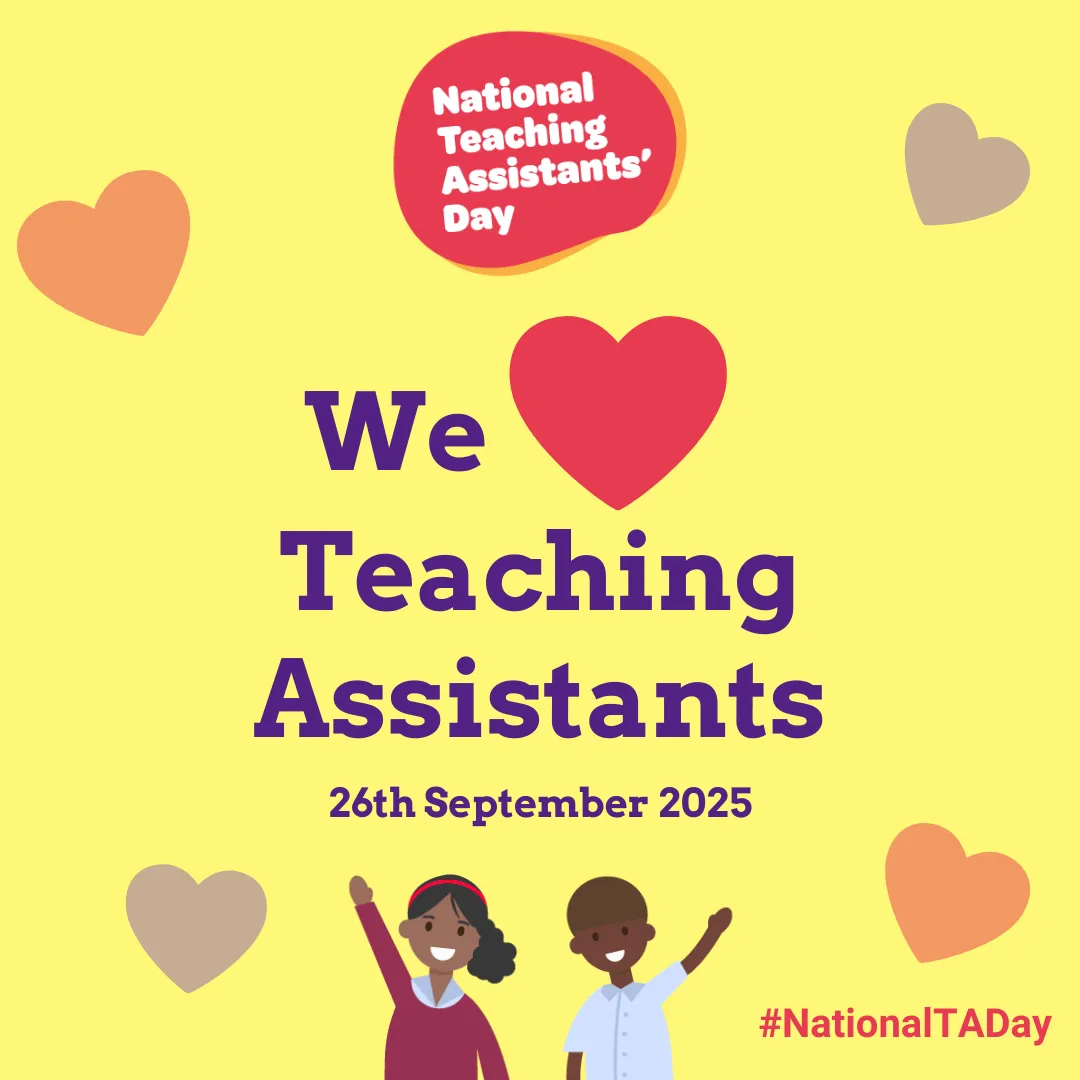 National
Teaching
Assistants’
Day
We
Teaching
Assistants
26th September 2025
#NationalTADay